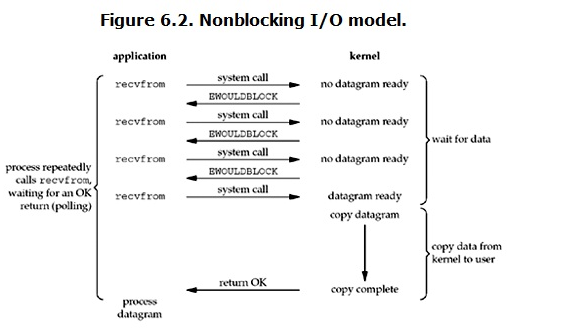 Figure 6.2. Nonblocking I/O model.
application
kernel
recvfrom
system call
no datagram ready
EWOULDBLOCK
recvfrom
system call
no datagram ready
EWOULDBLOCK
recvfrom
system call
no datagram ready
EWOULDBLOCK
recvfrom
system call
datagram ready
copy datagram
wait for data
process repeatedly
calls recvfrom,
waiting for an OK
return (polling)
copy data from
kernel to user
return OK
copy complete
process
datagram